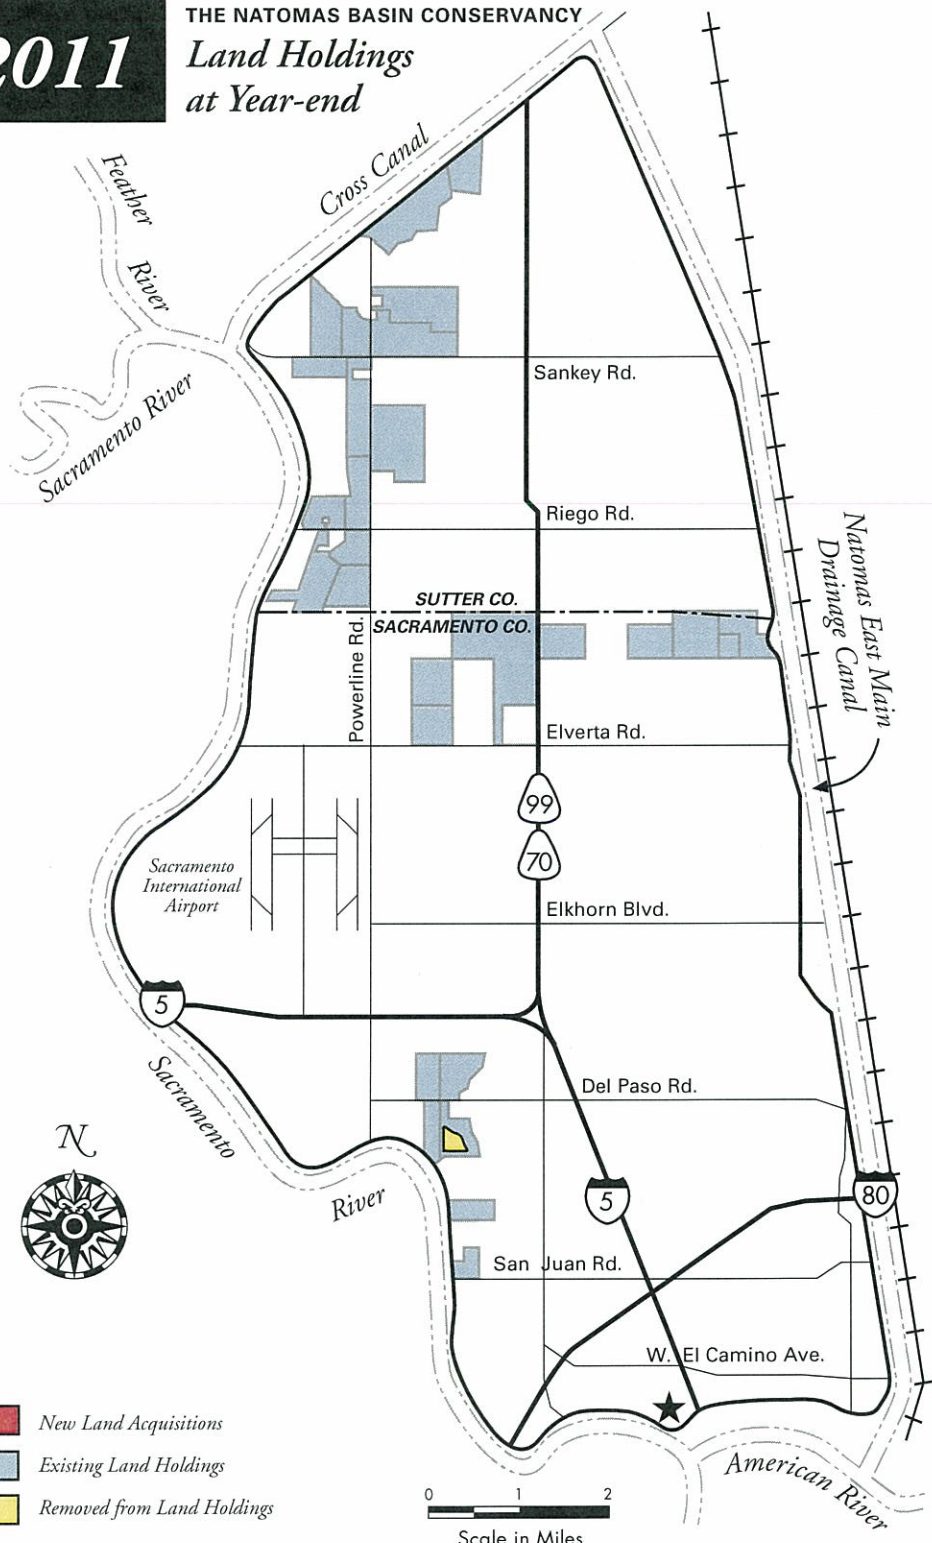 2011
THE NATOMAS BASIN CONSERVANCY
Land Holdings
at Year-end
Cross Canal
Feather
River
Sacramento River
Sankey Rd.
Riego Rd.
Natomas East Main
Drainage Canal
SUTTER CO.
SACRAMENTO CO.
Powerline Rd.
Elverta Rd.
99
70
Sacramento
International
Airport
Elkhorn Blvd.
5
Sacramento
River
Del Paso Rd.
N
5
80
San Juan Rd.
W. El Camino Ave.
American River
New Land Acquisitions
Existing Land Holdings
Removed from Land Holdings
0 1 2
Scale in Miles